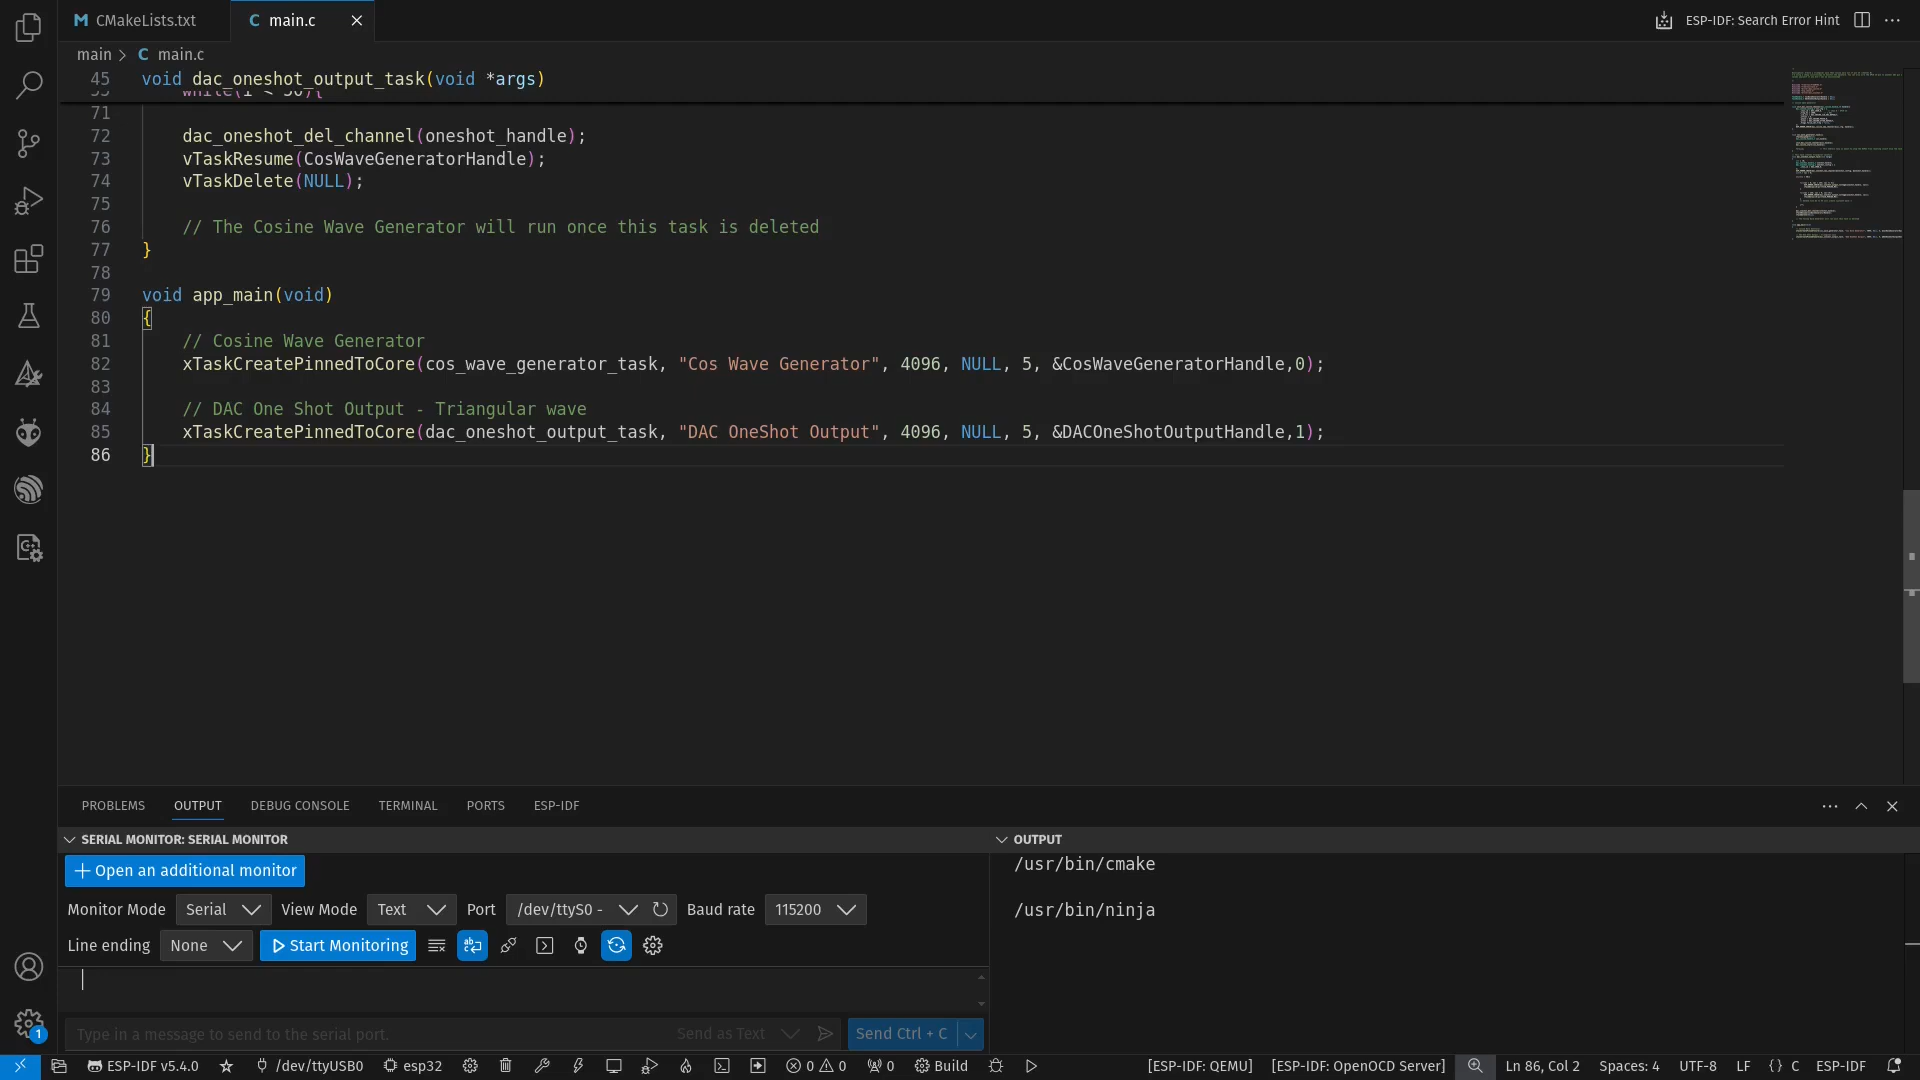 CMakeLists.txt
main.c
ESP-IDF: Search Error Hint
main > C main.c
45 void dac_oneshot_output_task(void *args)
71
72 dac_oneshot_del_channel(oneshot_handle);
73 vTaskResume(CosWaveGeneratorHandle);
74 vTaskDelete(NULL);
75
76 // The Cosine Wave Generator will run once this task is deleted
77 }
78
79 void app_main(void)
80 {
81 // Cosine Wave Generator
82 xTaskCreatePinnedToCore(cos_wave_generator_task, "Cos Wave Generator", 4096, NULL, 5, &CosWaveGeneratorHandle,0);
83
84 // DAC One Shot Output - Triangular wave
85 xTaskCreatePinnedToCore(dac_oneshot_output_task, "DAC OneShot Output", 4096, NULL, 5, &DACOneShotOutputHandle,1);
86 }
PROBLEMS OUTPUT DEBUG CONSOLE TERMINAL PORTS ESP-IDF
SERIAL MONITOR: SERIAL MONITOR
Open an additional monitor
Monitor Mode Serial View Mode Text Port /dev/ttyS0 - Baud rate 115200
Line ending None Start Monitoring
Type in a message to send to the serial port. Send as Text Send Ctrl + C
OUTPUT
/usr/bin/cmake
/usr/bin/ninja
1
ESP-IDF v5.4.0 /dev/ttyUSB0 esp32 0 0 0 Build [ESP-IDF: QEMU] [ESP-IDF: OpenOCD Server] Ln 86, Col 2 Spaces: 4 UTF-8 LF {} C ESP-IDF